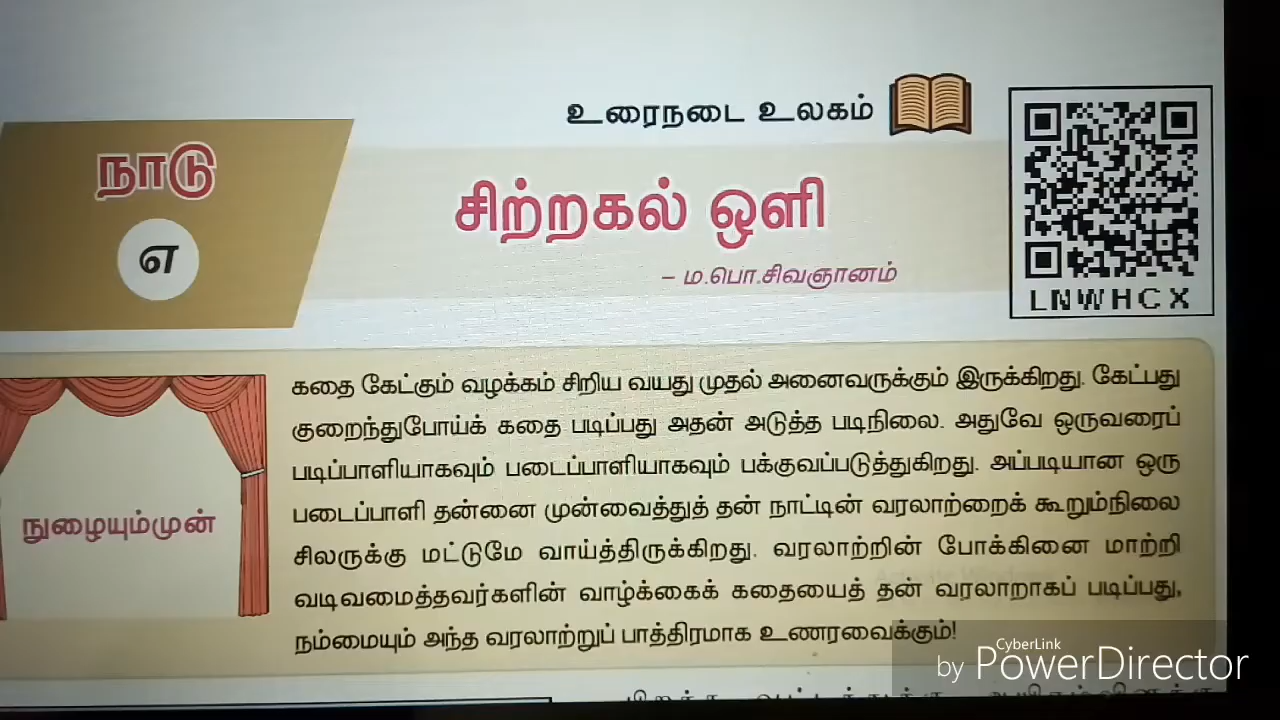 உரைநடை உலகம்
நாடு
எ
சிற்றகல் ஒளி
– ம.பொ.சிவஞானம்
LNWHCX
நுழையும்முன்
கதை கேட்கும் வழக்கம் சிறிய வயது முதல் அனைவருக்கும் இருக்கிறது. கேட்பது
குறைந்துபோய்க் கதை படிப்பது அதன் அடுத்த படிநிலை. அதுவே ஒருவரைப்
படிப்பாளியாகவும் படைப்பாளியாகவும் பக்குவப்படுத்துகிறது. அப்படியான ஒரு
படைப்பாளி தன்னை முன்வைத்துத் தன் நாட்டின் வரலாற்றைக் கூறும்நிலை
சிலருக்கு மட்டுமே வாய்த்திருக்கிறது. வரலாற்றின் போக்கினை மாற்றி
வடிவமைத்தவர்களின் வாழ்க்கைக் கதையைத் தன் வரலாறாகப் படிப்பது,
நம்மையும் அந்த வரலாற்றுப் பாத்திரமாக உணரவைக்கும்!
CyberLink
by PowerDirector